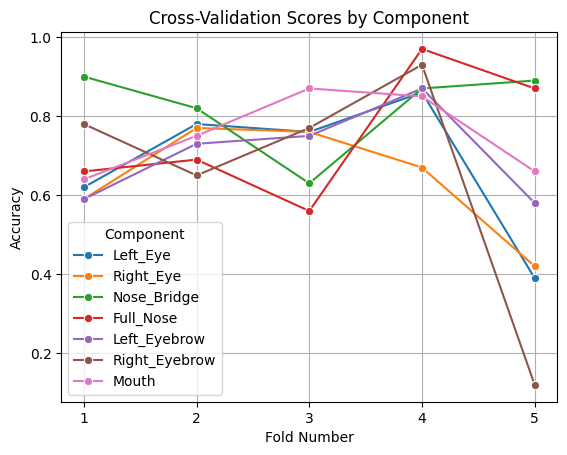 Cross-Validation Scores by Component
Accuracy
1.0
0.8
0.6
0.4
0.2
Component
Left_Eye
Right_Eye
Nose_Bridge
Full_Nose
Left_Eyebrow
Right_Eyebrow
Mouth
1 2 3 4 5
Fold Number